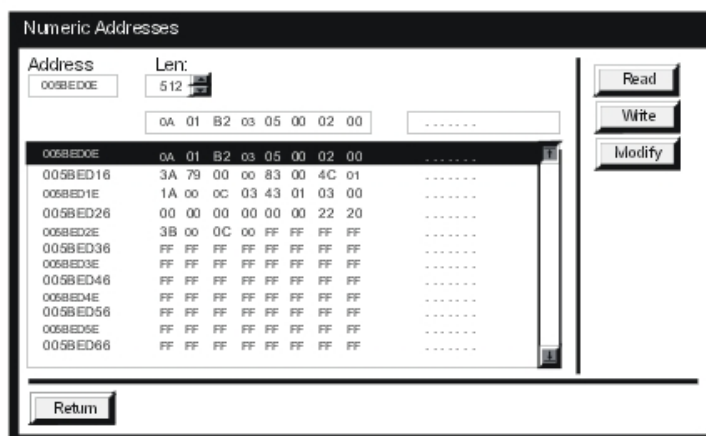 Numeric Addresses
Address Len:
005BED0E 512
Read
Write
Modify
0A 01 B2 03 05 00 02 00 .......
005BED0E 0A 01 B2 03 05 00 02 00 .......
005BED16 3A 79 00 00 83 00 4C 01 .......
005BED1E 1A 00 0C 03 43 01 03 00 .......
005BED26 00 00 00 00 00 00 22 20 .......
005BED2E 3B 00 0C 00 FF FF FF FF .......
005BED36 FF FF FF FF FF FF FF FF .......
005BED3E FF FF FF FF FF FF FF FF .......
005BED46 FF FF FF FF FF FF FF FF .......
005BED4E FF FF FF FF FF FF FF FF .......
005BED56 FF FF FF FF FF FF FF FF .......
005BED5E FF FF FF FF FF FF FF FF .......
005BED66 FF FF FF FF FF FF FF FF .......
Return